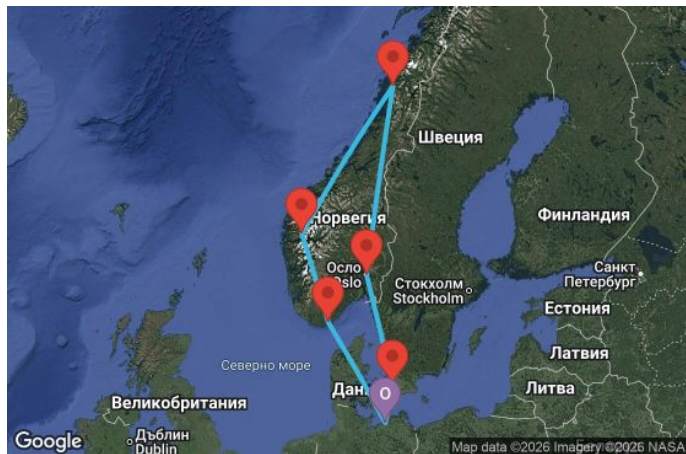 Швеция
Норвегия
Финландия
Осло
Oslo
Санкт
Петербург
Стокхолм
Stockholm
Естония
Северно море
Латвия
О
Дан
Литва
Великобритания
Дъблин
Dublin
Google
Map data ©2026 Imagery ©2026 NASA